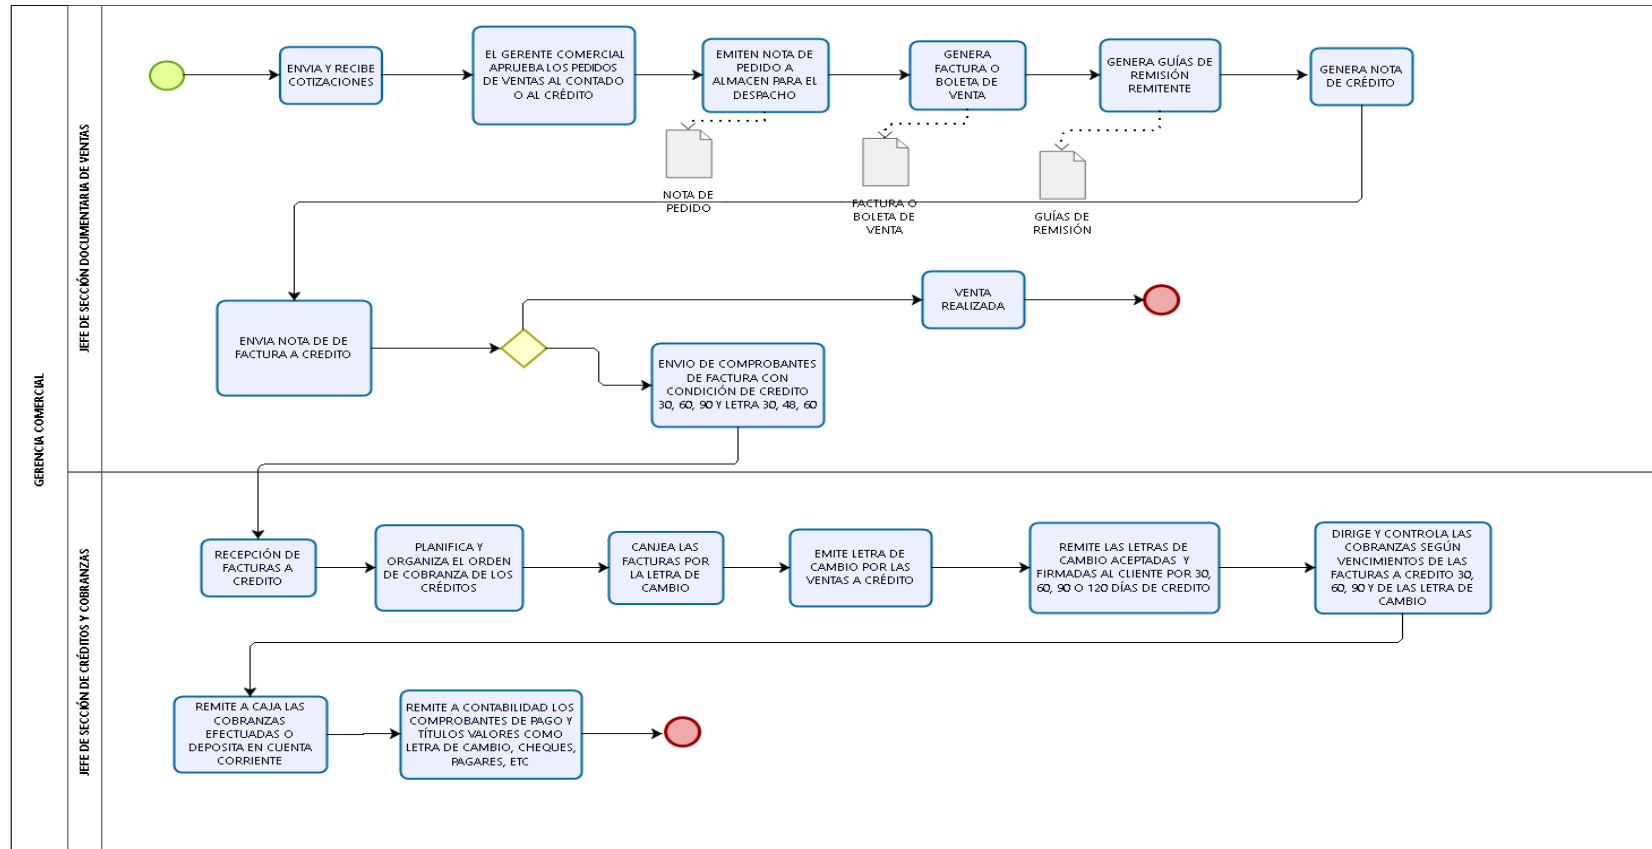 GERENCIA COMERCIAL
JEFE DE SECCIÓN DOCUMENTARIA DE VENTAS
ENVIA Y RECIBE
COTIZACIONES
EL GERENTE COMERCIAL
APRUEBA LOS PEDIDOS
DE VENTAS AL CONTADO
O AL CRÉDITO
EMITEN NOTA DE
PEDIDO A
ALMACEN PARA EL
DESPACHO
GENERA
FACTURA O
BOLETA DE
VENTA
GENERA GUÍAS DE
REMISIÓN
REMITENTE
GENERA NOTA
DE CRÉDITO
NOTA DE
PEDIDO
FACTURA O
BOLETA DE
VENTA
GUÍAS DE
REMISIÓN
ENVIA NOTA DE DE
FACTURA A CREDITO
VENTA
REALIZADA
ENVIO DE COMPROBANTES
DE FACTURA CON
CONDICIÓN DE CREDITO
30, 60, 90 Y LETRA 30, 48, 60
JEFE DE SECCIÓN DE CRÉDITOS Y COBRANZAS
RECEPCIÓN DE
FACTURAS A
CREDITO
PLANIFICA Y
ORGANIZA EL ORDEN
DE COBRANZA DE LOS
CRÉDITOS
CANJEA LAS
FACTURAS POR
LA LETRA DE
CAMBIO
EMITE LETRA DE
CAMBIO POR LAS
VENTAS A CRÉDITO
REMITE LAS LETRAS DE
CAMBIO ACEPTADAS Y
FIRMADAS AL CLIENTE POR 30,
60, 90 O 120 DÍAS DE CREDITO
DIRIGE Y CONTROLA LAS
COBRANZAS SEGÚN
VENCIMIENTOS DE LAS
FACTURAS A CREDITO 30,
60, 90 Y DE LAS LETRA DE
CAMBIO
REMITE A CAJA LAS
COBRANZAS
EFECTUADAS O
DEPOSITA EN CUENTA
CORRIENTE
REMITE A CONTABILIDAD LOS
COMPROBANTES DE PAGO Y
TÍTULOS VALORES COMO
LETRA DE CAMBIO, CHEQUES,
PAGARES, ETC